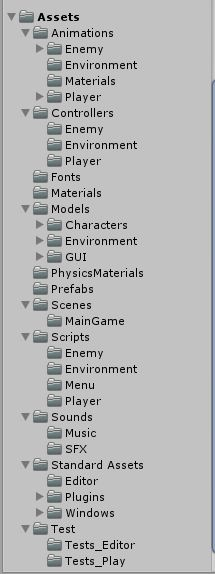 Assets
Animations
Enemy
Environment
Materials
Player
Controllers
Enemy
Environment
Player
Fonts
Materials
Models
Characters
Environment
GUI
PhysicsMaterials
Prefabs
Scenes
MainGame
Scripts
Enemy
Environment
Menu
Player
Sounds
Music
SFX
Standard Assets
Editor
Plugins
Windows
Test
Tests_Editor
Tests_Play